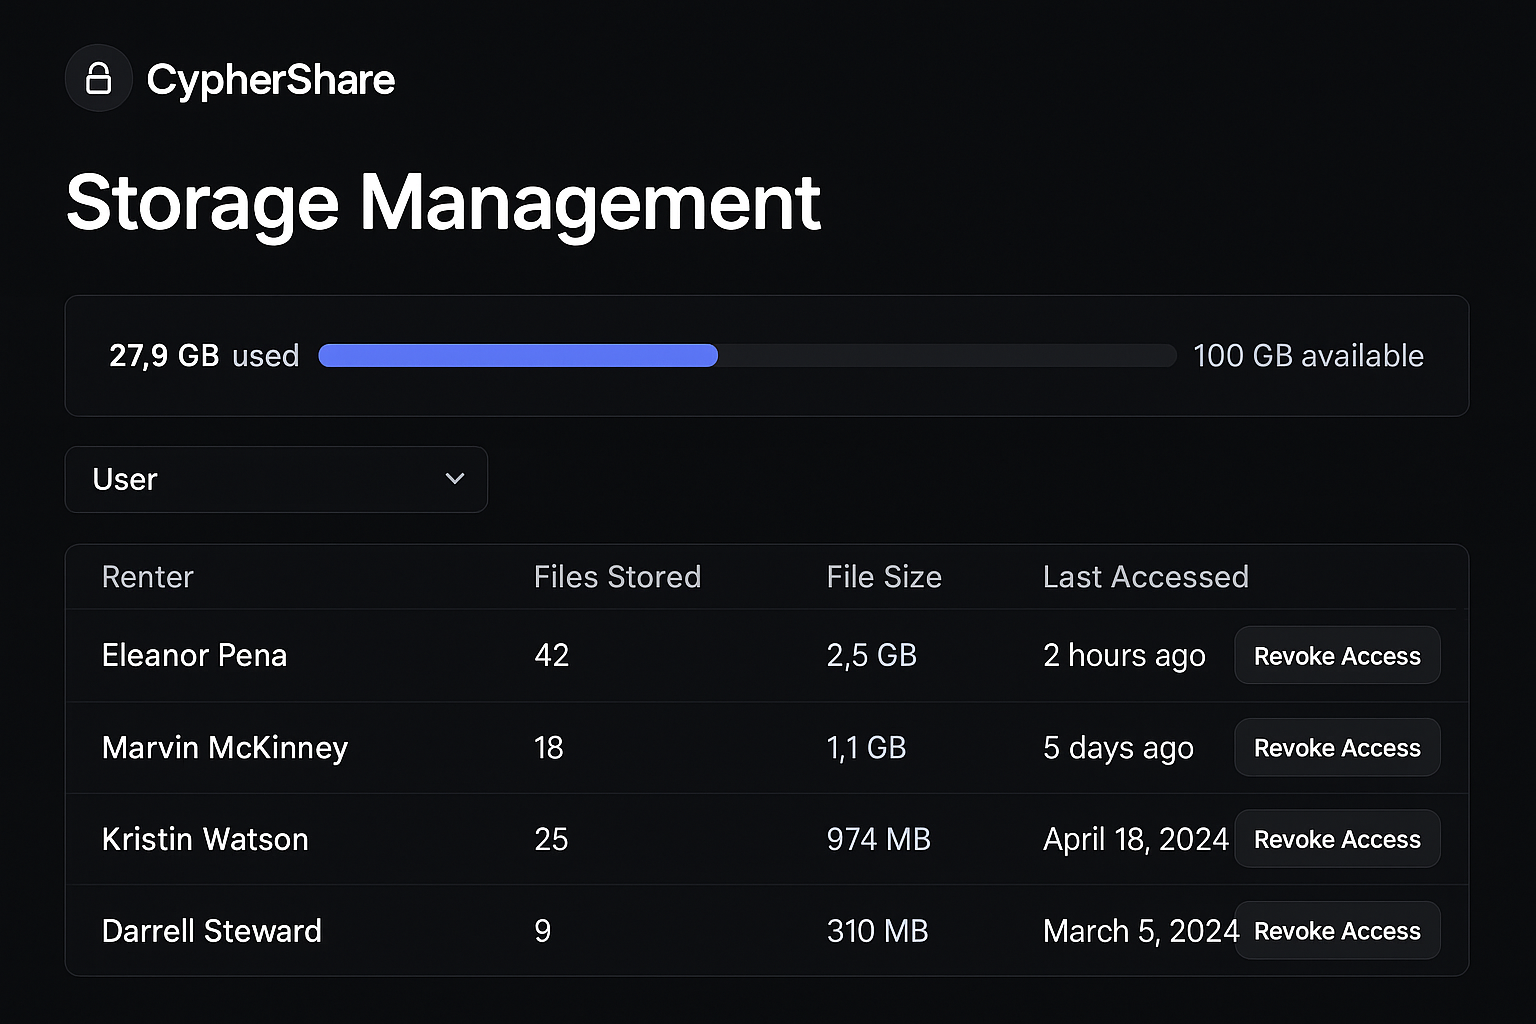 CypherShare
Storage Management
27,9 GB used 100 GB available
User
Renter Files Stored File Size Last Accessed
Eleanor Pena 42 2,5 GB 2 hours ago Revoke Access
Marvin McKinney 18 1,1 GB 5 days ago Revoke Access
Kristin Watson 25 974 MB April 18, 2024 Revoke Access
Darrell Steward 9 310 MB March 5, 2024 Revoke Access